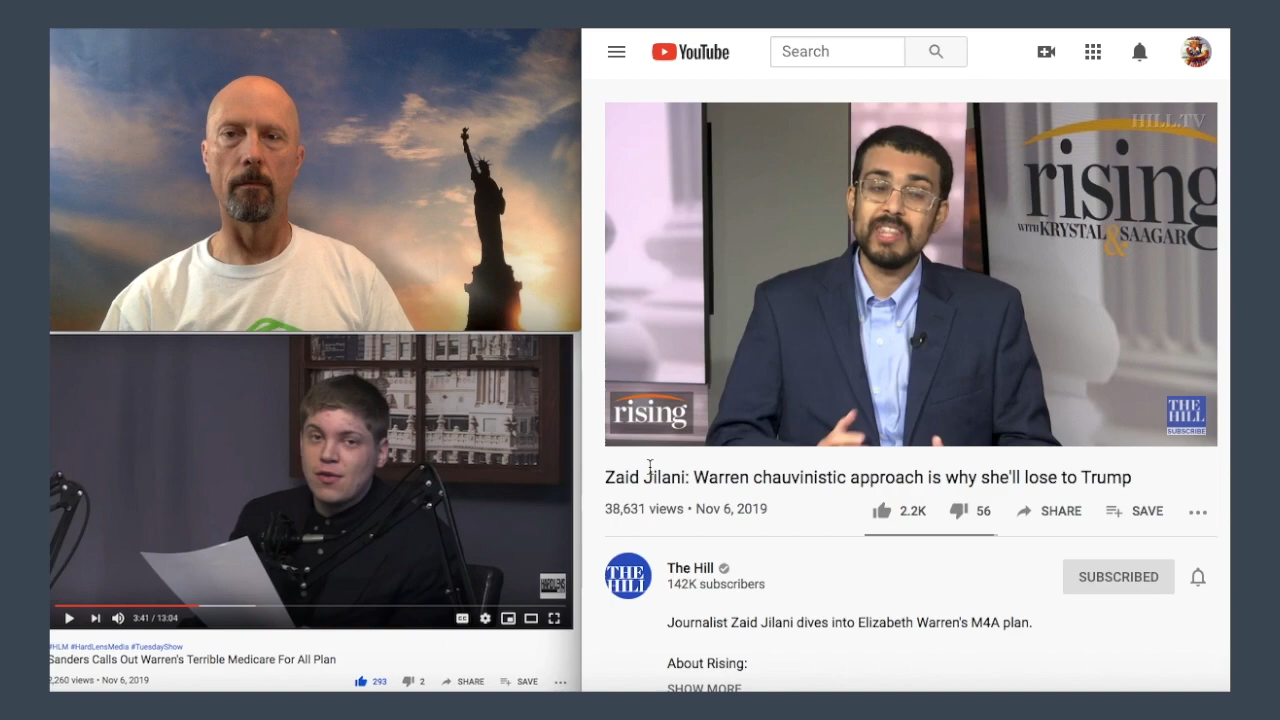 YouTube
Search
HILL.TV
rising
WITH KRYSTAL & SAAGAR
rising
THE
HILL
SUBSCRIBE
Zaid Jilani: Warren chauvinistic approach is why she'll lose to Trump
38,631 views • Nov 6, 2019
2.2K
56
SHARE
SAVE
THE
HILL
The Hill
142K subscribers
SUBSCRIBED
Journalist Zaid Jilani dives into Elizabeth Warren's M4A plan.
About Rising:
SHOW MORE
HARDLENS
3:41 / 13:04
#HLM #HardLensMedia #TuesdayShow
Sanders Calls Out Warren's Terrible Medicare For All Plan
2,260 views • Nov 6, 2019
293
2
SHARE
SAVE